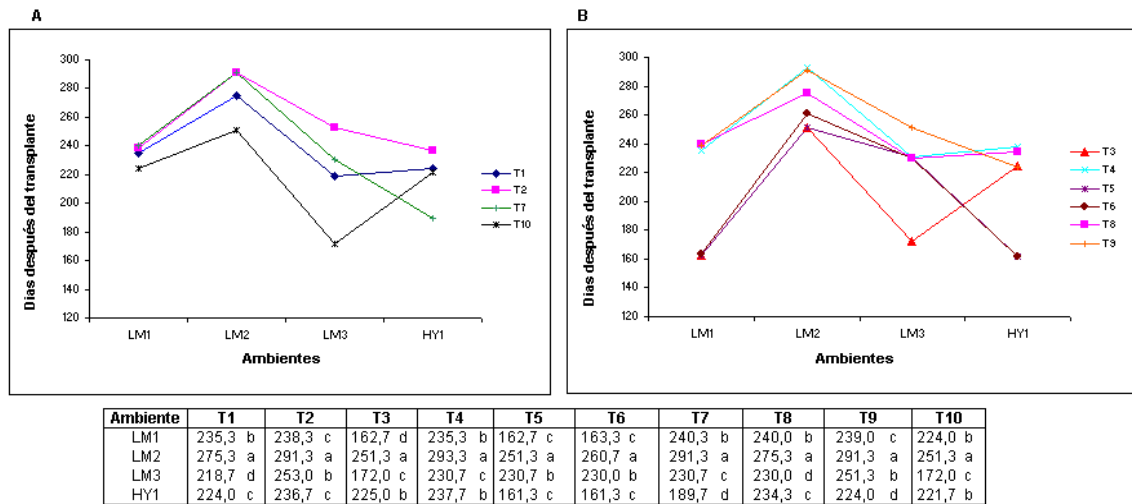 A
Dias después del transplante
300
280
260
240
220
200
180
160
140
120
LM1 LM2 LM3 HY1
Ambientes
T1
T2
T7
T10
B
Dias después del transplante
300
280
260
240
220
200
180
160
140
120
LM1 LM2 LM3 HY1
Ambientes
T3
T4
T5
T6
T8
T9
Ambiente T1 T2 T3 T4 T5 T6 T7 T8 T9 T10
LM1 235,3 b 238,3 c 162,7 d 235,3 b 162,7 c 163,3 c 240,3 b 240,0 b 239,0 c 224,0 b
LM2 275,3 a 291,3 a 251,3 a 293,3 a 251,3 a 260,7 a 291,3 a 275,3 a 291,3 a 251,3 a
LM3 218,7 d 253,0 b 172,0 c 230,7 c 230,7 b 230,0 b 230,7 c 230,0 d 251,3 b 172,0 c
HY1 224,0 c 236,7 c 225,0 b 237,7 b 161,3 c 161,3 c 189,7 d 234,3 c 224,0 d 221,7 b